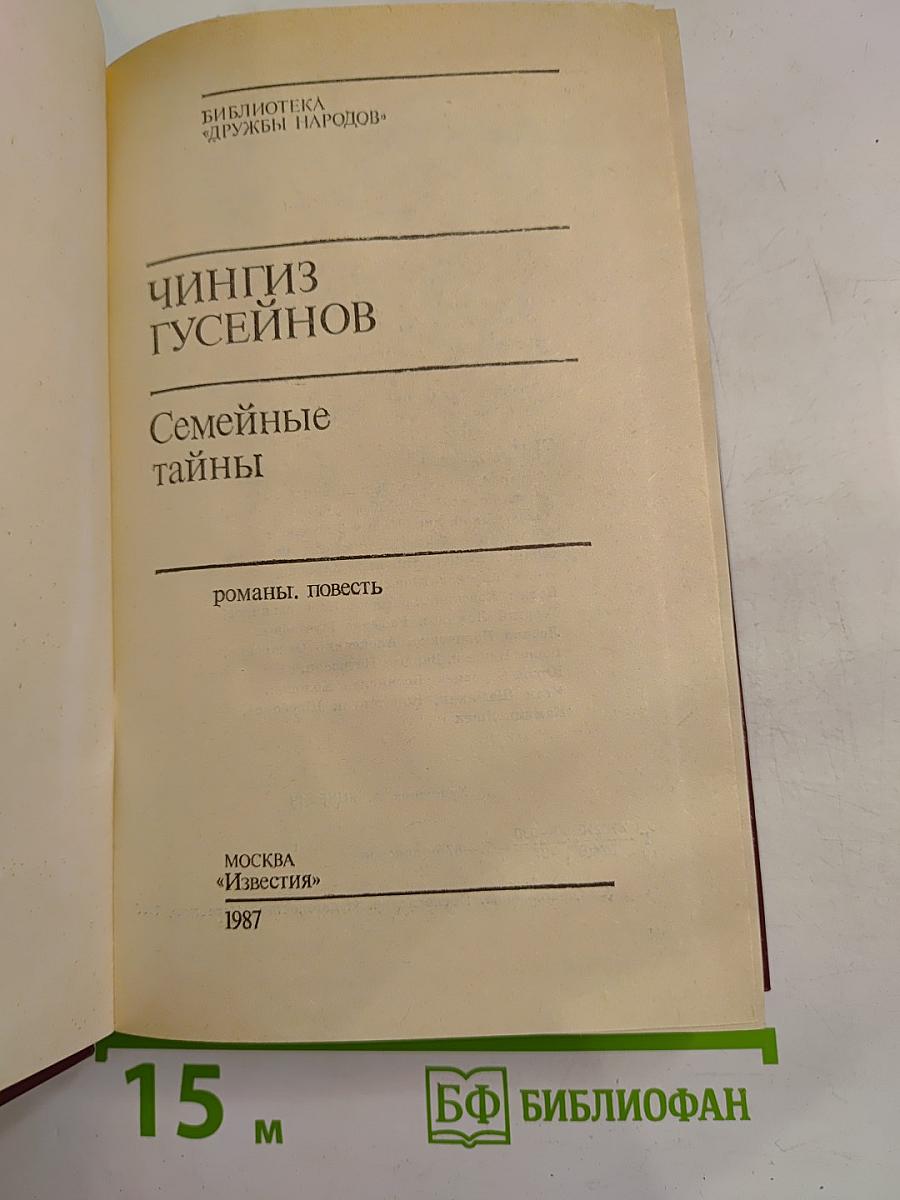 БИБЛИОТЕКА
«ДРУЖБЫ НАРОДОВ»
ЧИНГИЗ
ГУСЕЙНОВ
Семейные
тайны
романы. повесть
МОСКВА
«Известия»
1987
15 м
БФ БИБЛИОФАН